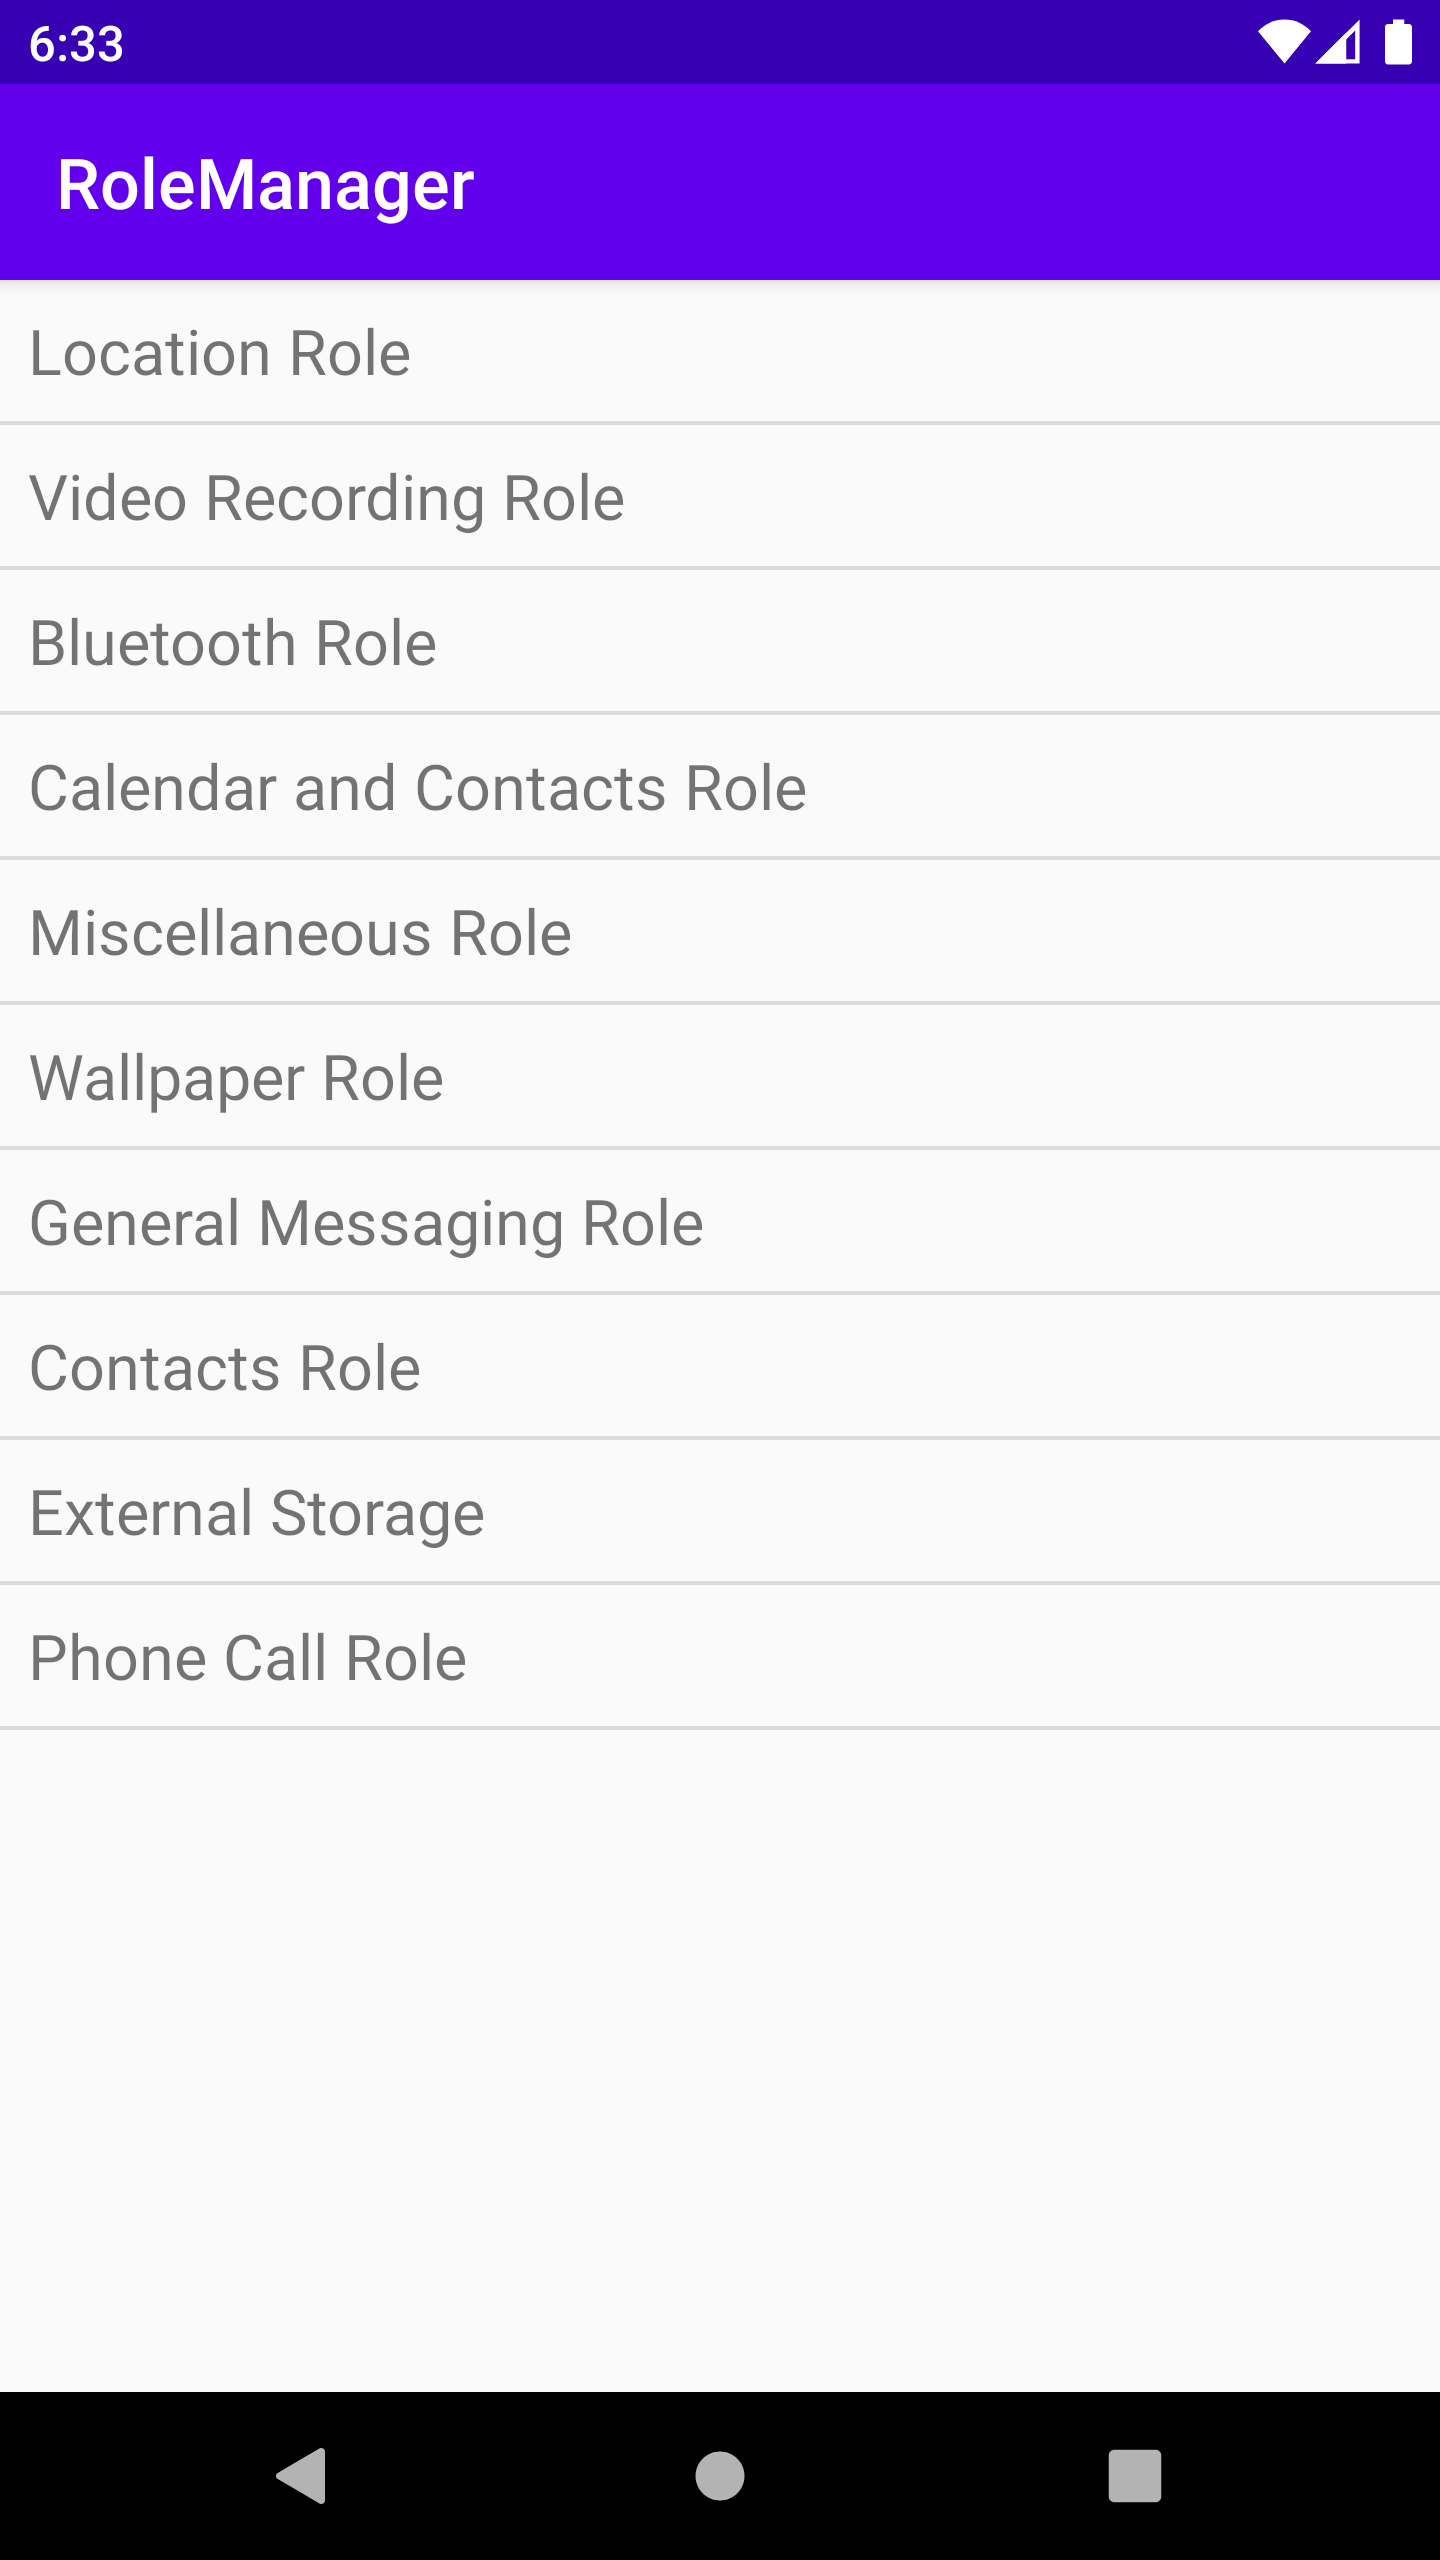 6:33
RoleManager
Location Role
Video Recording Role
Bluetooth Role
Calendar and Contacts Role
Miscellaneous Role
Wallpaper Role
General Messaging Role
Contacts Role
External Storage
Phone Call Role